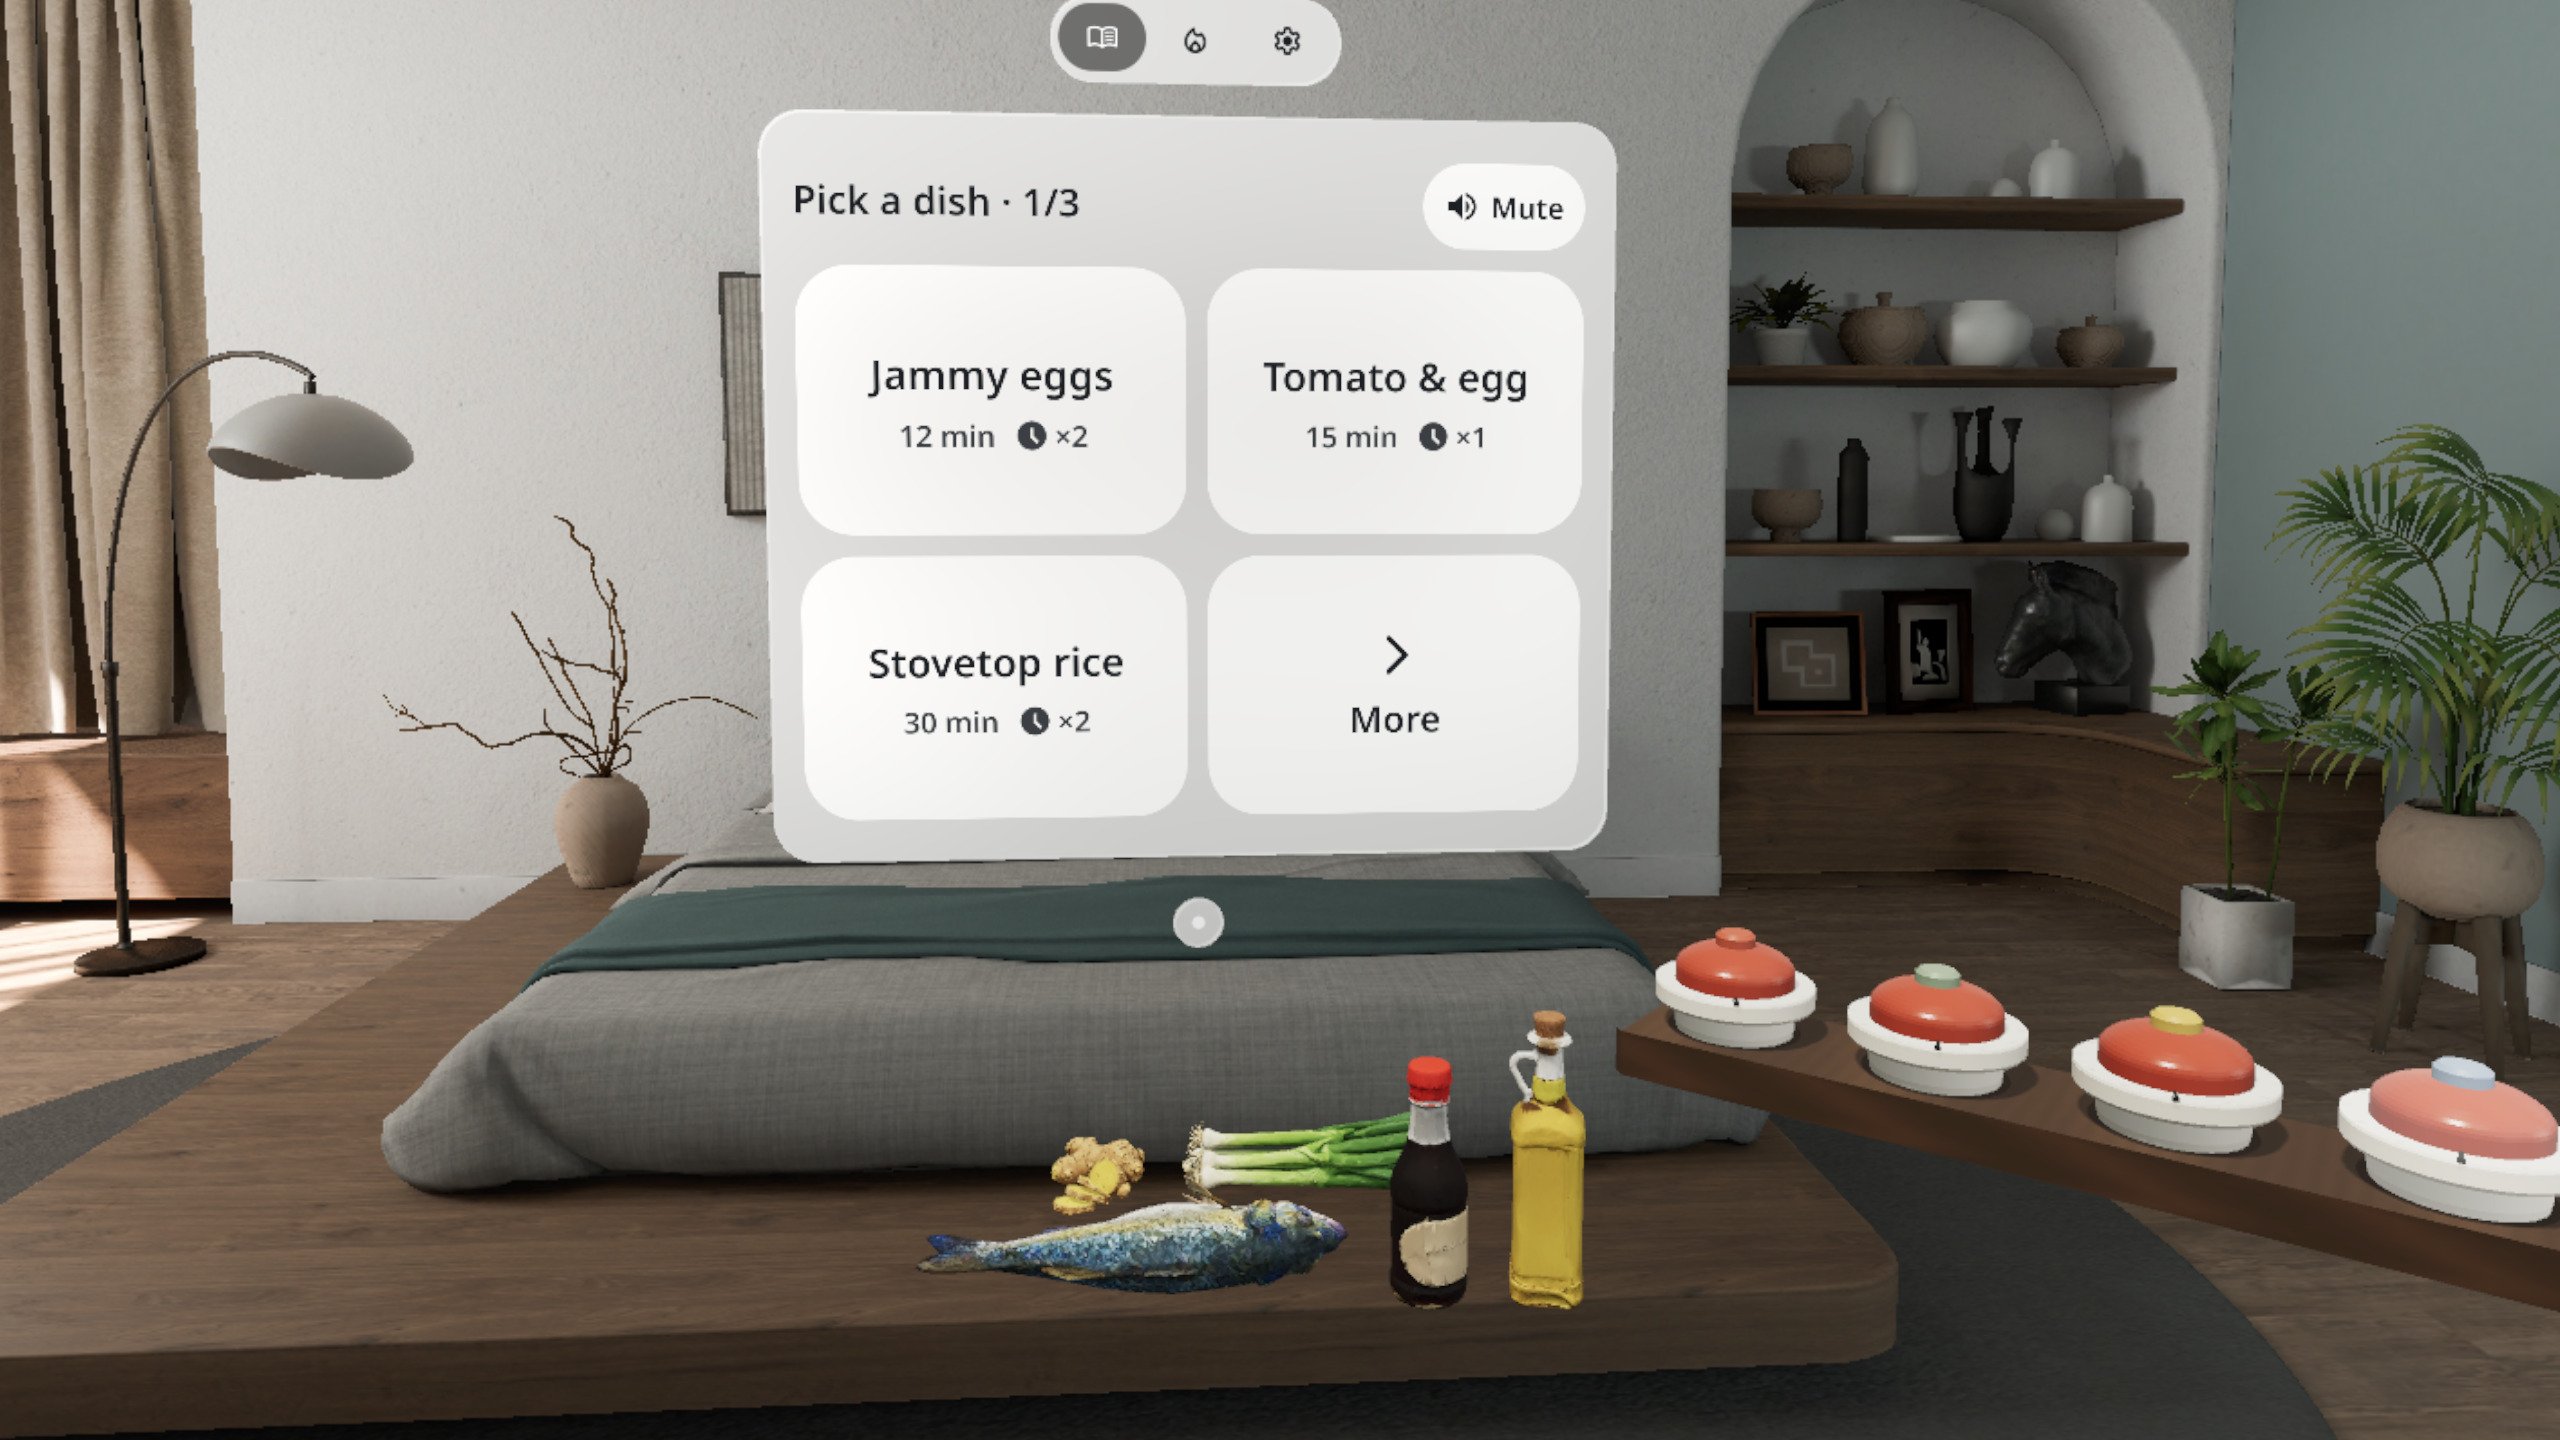 Pick a dish · 1/3
Mute
Jammy eggs
12 min ×2
Tomato & egg
15 min ×1
Stovetop rice
30 min ×2
More